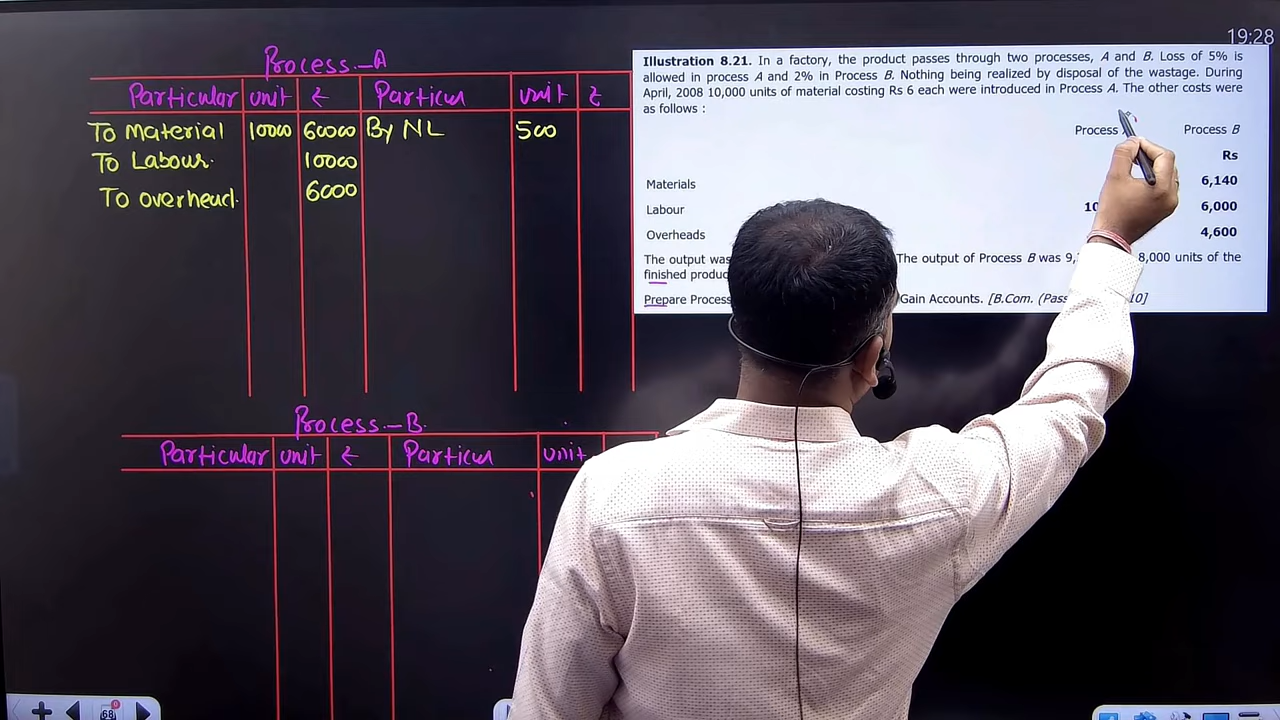 19:28
Process - A
Particular unit ₹ Particu unit ₹
To Material 10000 60000 By NL 500
To Labour 10000
To overhead 6000
Illustration 8.21. In a factory, the product passes through two processes, A and B. Loss of 5% is
allowed in process A and 2% in Process B. Nothing being realized by disposal of the wastage. During
April, 2008 10,000 units of material costing Rs 6 each were introduced in Process A. The other costs were
as follows :
Process Process B
Rs
Materials 6,140
Labour 10 6,000
Overheads 4,600
The output was The output of Process B was 9, 8,000 units of the
finished produc
Prepare Process Gain Accounts. [B.Com. (Pass 10]
Process - B
Particular unit ₹ Particu unit
68